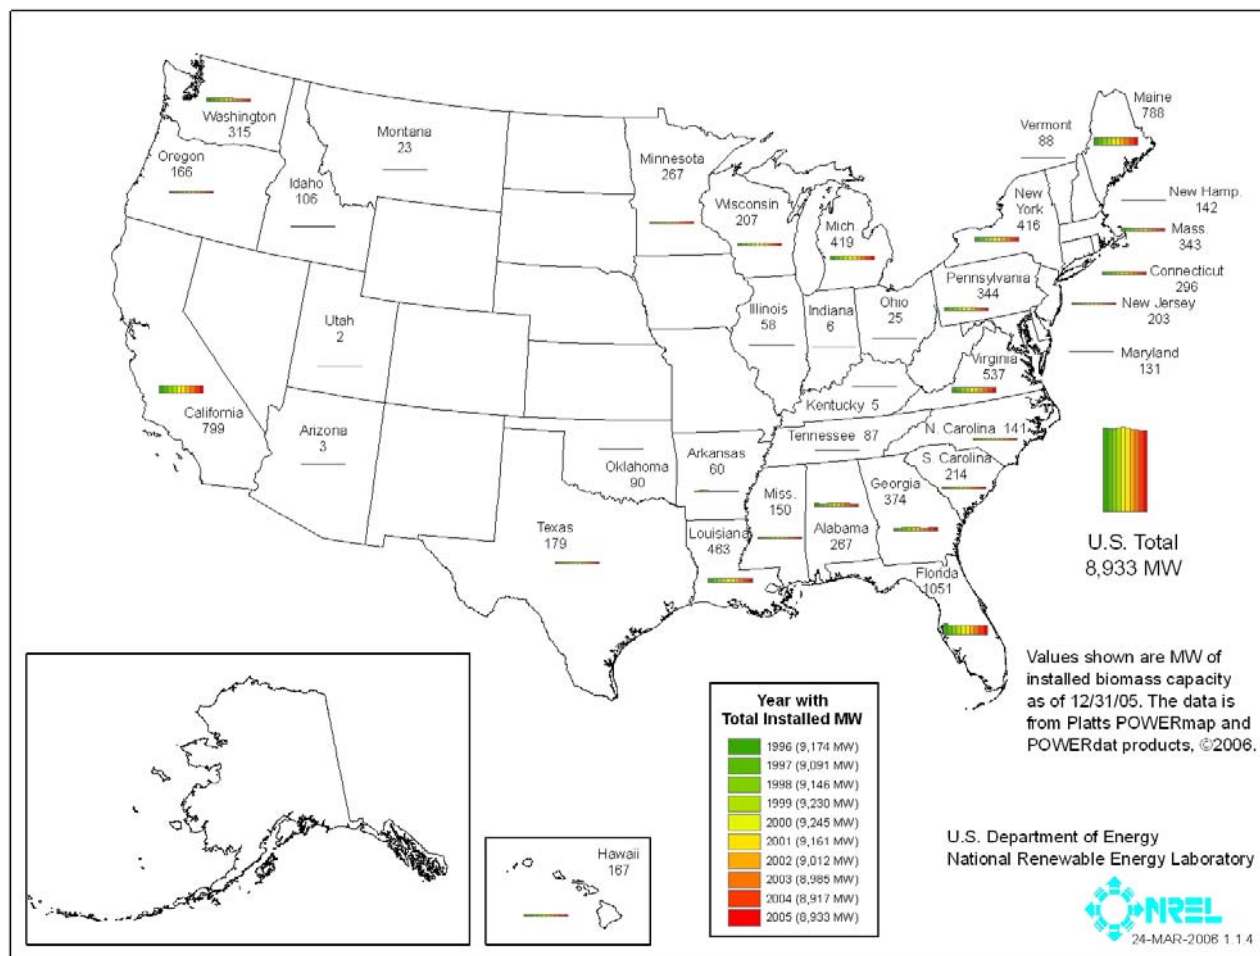 Washington
315
Oregon
166
Idaho
106
Montana
23
Minnesota
267
Wisconsin
207
Mich
419
Vermont
88
Maine
788
New
York
416
New Hamp.
142
Mass.
343
Connecticut
296
New Jersey
203
Maryland
131
Pennsylvania
344
Ohio
25
Indiana
6
Illinois
58
Utah
2
California
799
Arizona
3
Virginia
537
Kentucky 5
Tennessee 87
N. Carolina 141
S. Carolina
214
Oklahoma
90
Arkansas
60
Miss.
150
Alabama
267
Georgia
374
Texas
179
Louisiana
463
Florida
1051
U.S. Total
8,933 MW
Values shown are MW of
installed biomass capacity
as of 12/31/05. The data is
from Platts POWERmap and
POWERdat products, ©2006.
Year with
Total Installed MW
1996 (9,174 MW)
1997 (9,091 MW)
1998 (9,146 MW)
1999 (9,230 MW)
2000 (9,245 MW)
2001 (9,161 MW)
2002 (9,012 MW)
2003 (8,985 MW)
2004 (8,917 MW)
2005 (8,933 MW)
Hawaii
167
U.S. Department of Energy
National Renewable Energy Laboratory
NREL
24-MAR-2006 1.1.4